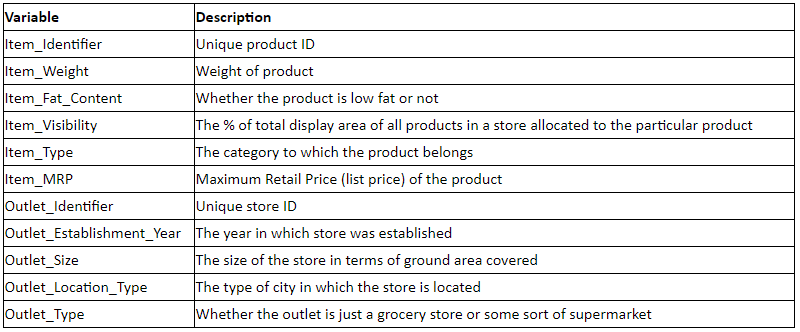 Variable Description
Item_Identifier Unique product ID
Item_Weight Weight of product
Item_Fat_Content Whether the product is low fat or not
Item_Visibility The % of total display area of all products in a store allocated to the particular product
Item_Type The category to which the product belongs
Item_MRP Maximum Retail Price (list price) of the product
Outlet_Identifier Unique store ID
Outlet_Establishment_Year The year in which store was established
Outlet_Size The size of the store in terms of ground area covered
Outlet_Location_Type The type of city in which the store is located
Outlet_Type Whether the outlet is just a grocery store or some sort of supermarket